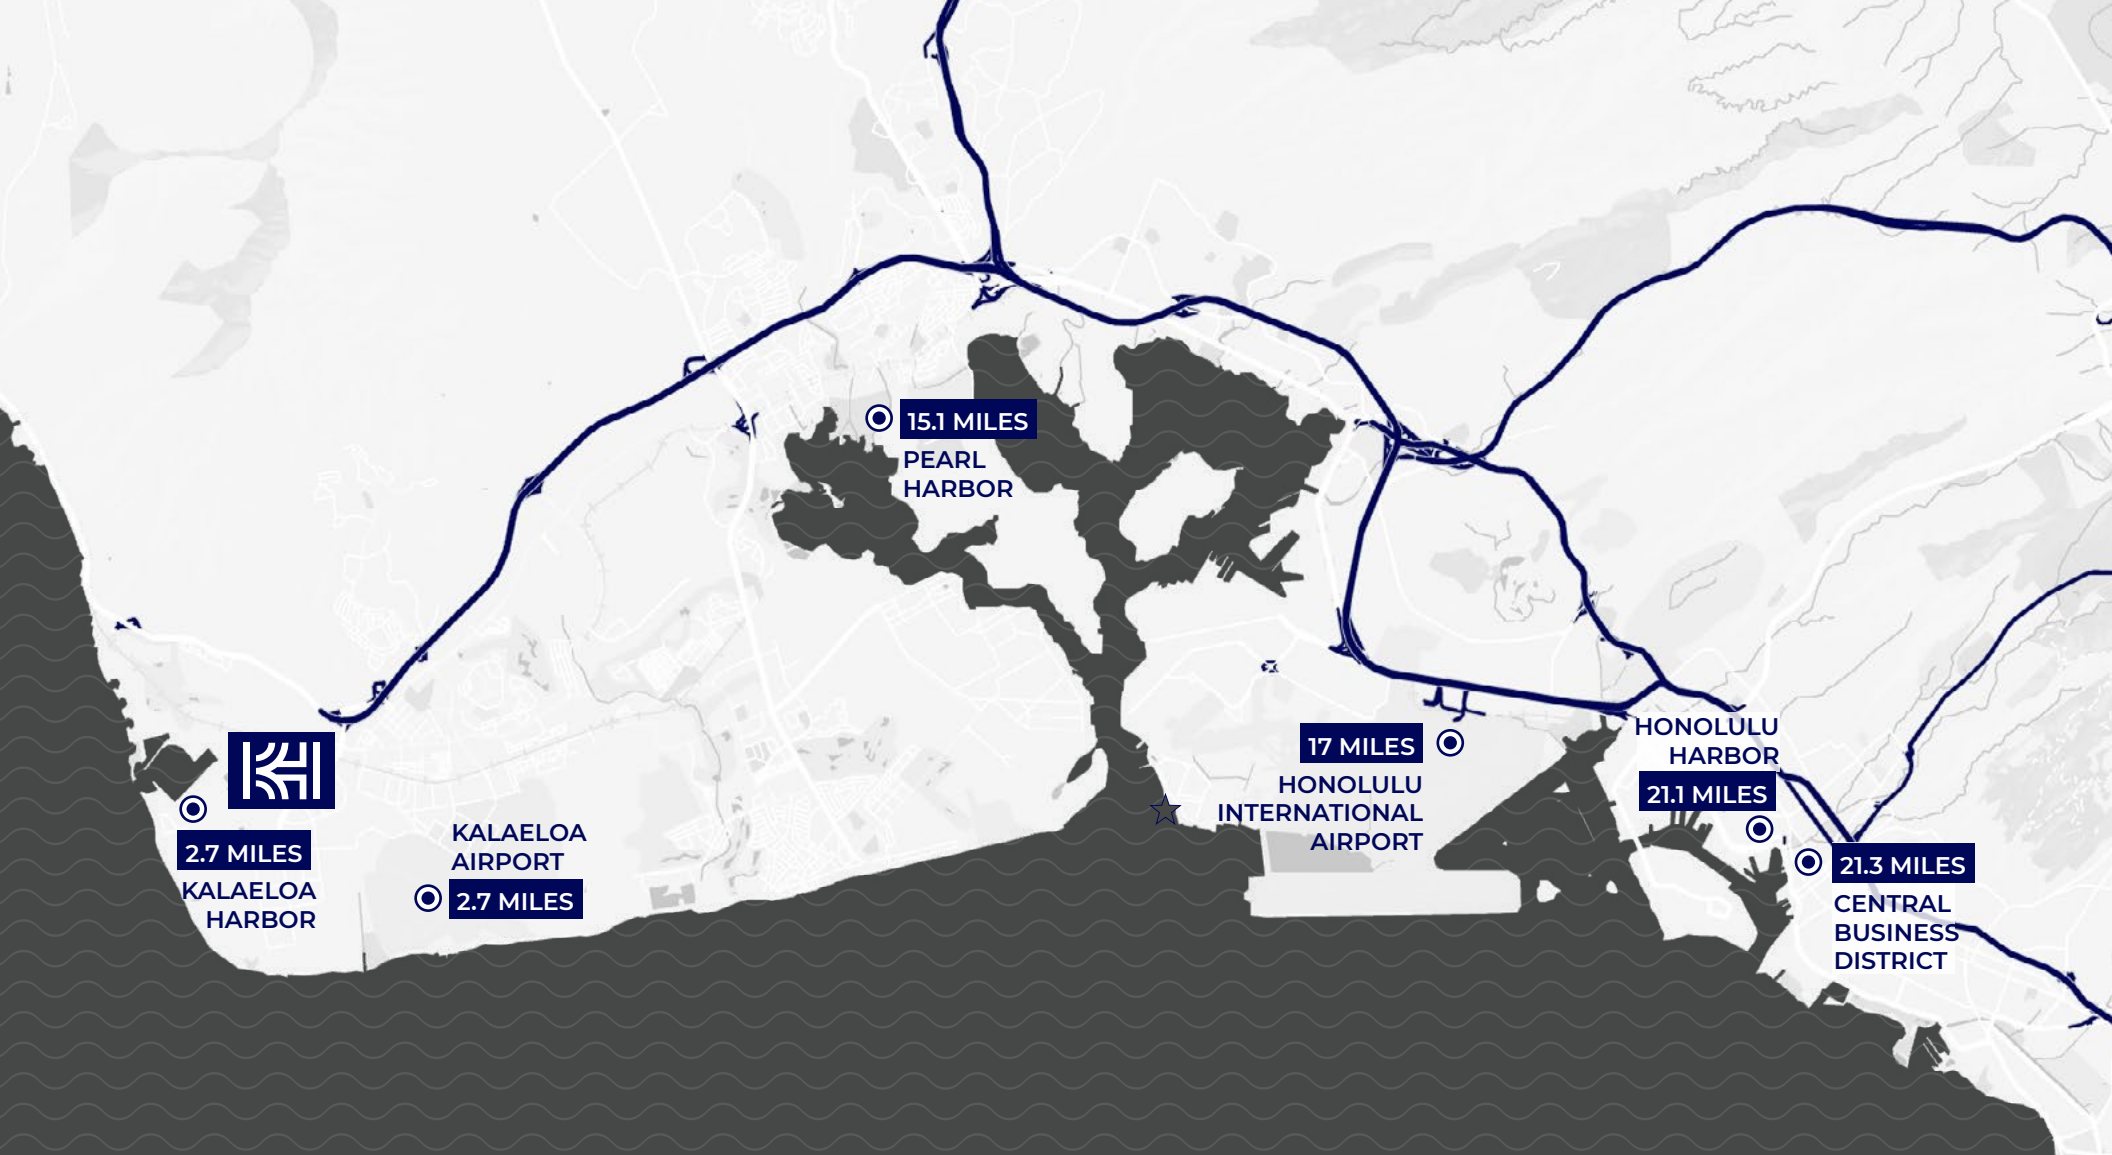 15.1 MILES
PEARL
HARBOR
KH
2.7 MILES
KALAELOA
HARBOR
KALAELOA
AIRPORT
2.7 MILES
17 MILES
HONOLULU
INTERNATIONAL
AIRPORT
HONOLULU
HARBOR
21.1 MILES
21.3 MILES
CENTRAL
BUSINESS
DISTRICT